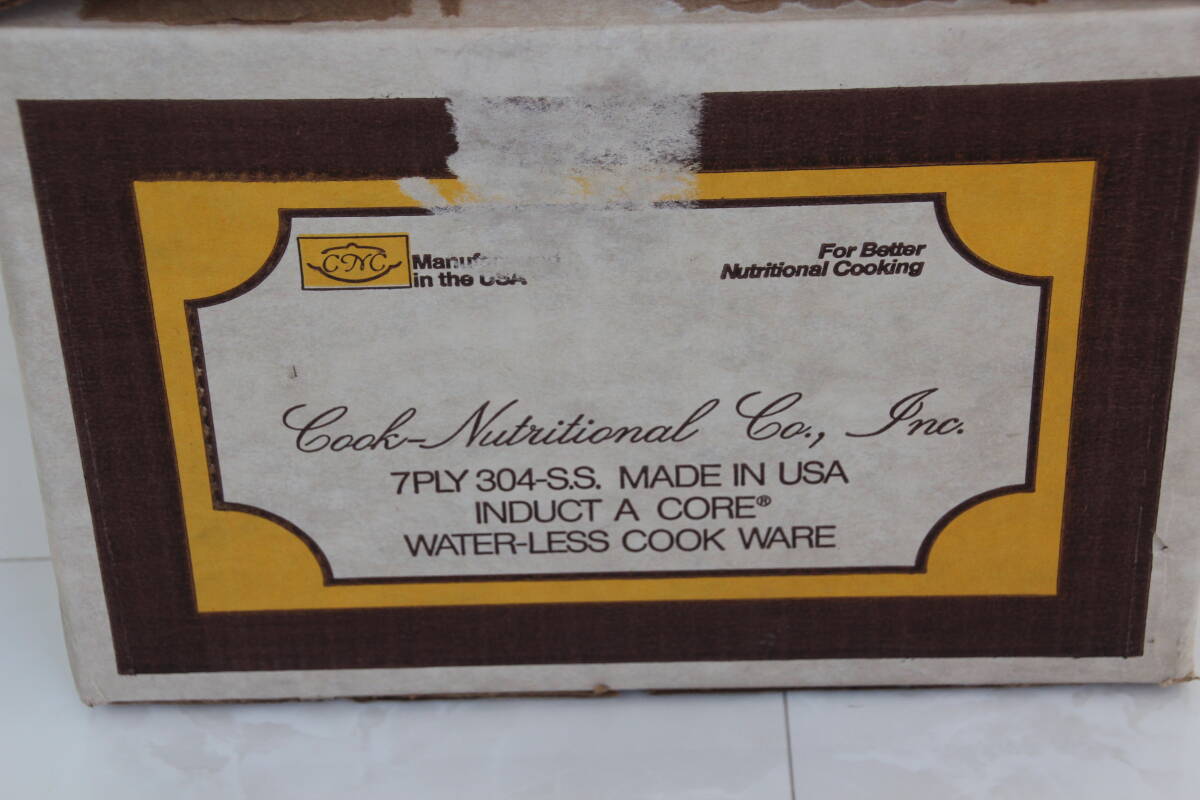 CNC
in the USA
For Better
Nutritional Cooking
Cook-Nutritional Co., Inc.
7PLY 304-S.S. MADE IN USA
INDUCT A CORE®
WATER-LESS COOK WARE